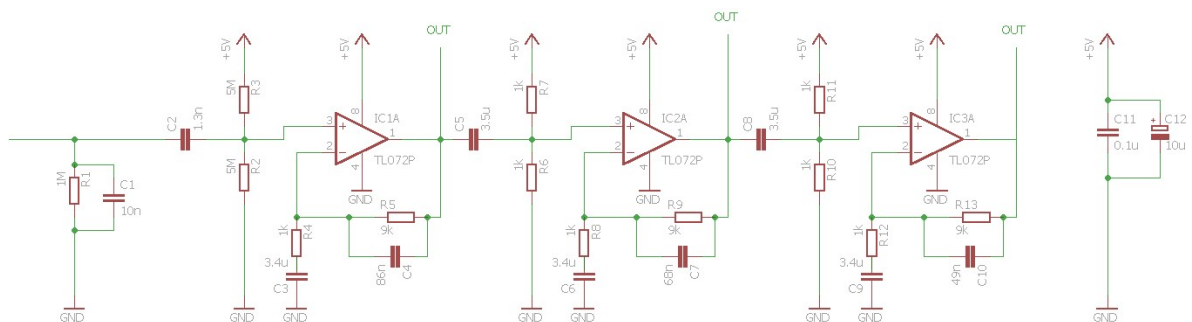 OUT
OUT
OUT
+5V
+5V
+5V
+5V
+5V
+5V
+5V
5M
R3
1k
R7
1k
R11
C2
1.3n
8
IC1A
3
+
1
2
−
TL072P
4
GND
C5
3.5u
8
IC2A
3
+
1
2
−
TL072P
4
GND
C8
3.5u
8
IC3A
3
+
1
2
−
TL072P
4
GND
C11
0.1u
+
C12
10u
1M
R1
C1
10n
5M
R2
1k
R6
1k
R10
1k
R4
R5
9k
3.4u
C3
86n
C4
1k
R8
R9
9k
3.4u
C6
68n
C7
1k
R12
R13
9k
3.4u
C9
49n
C10
GND
GND
GND
GND
GND
GND
GND
GND